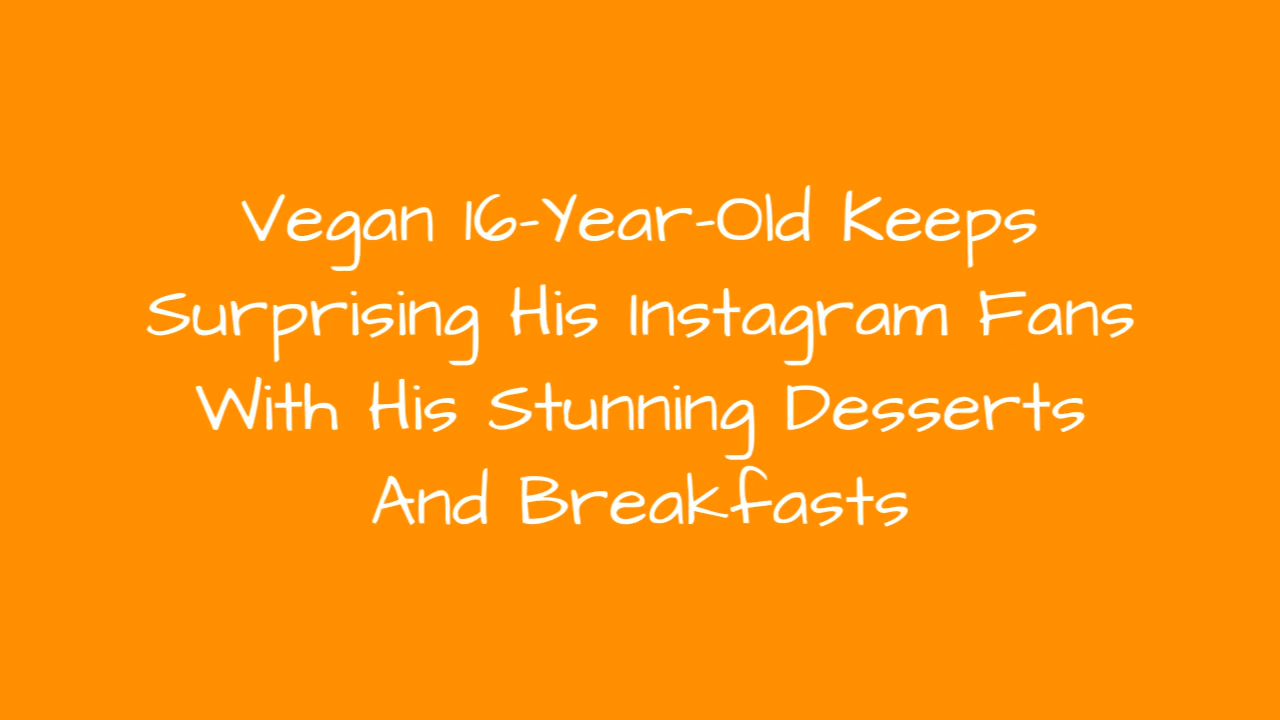 Vegan 16-Year-Old Keeps
Surprising His Instagram Fans
With His Stunning Desserts
And Breakfasts